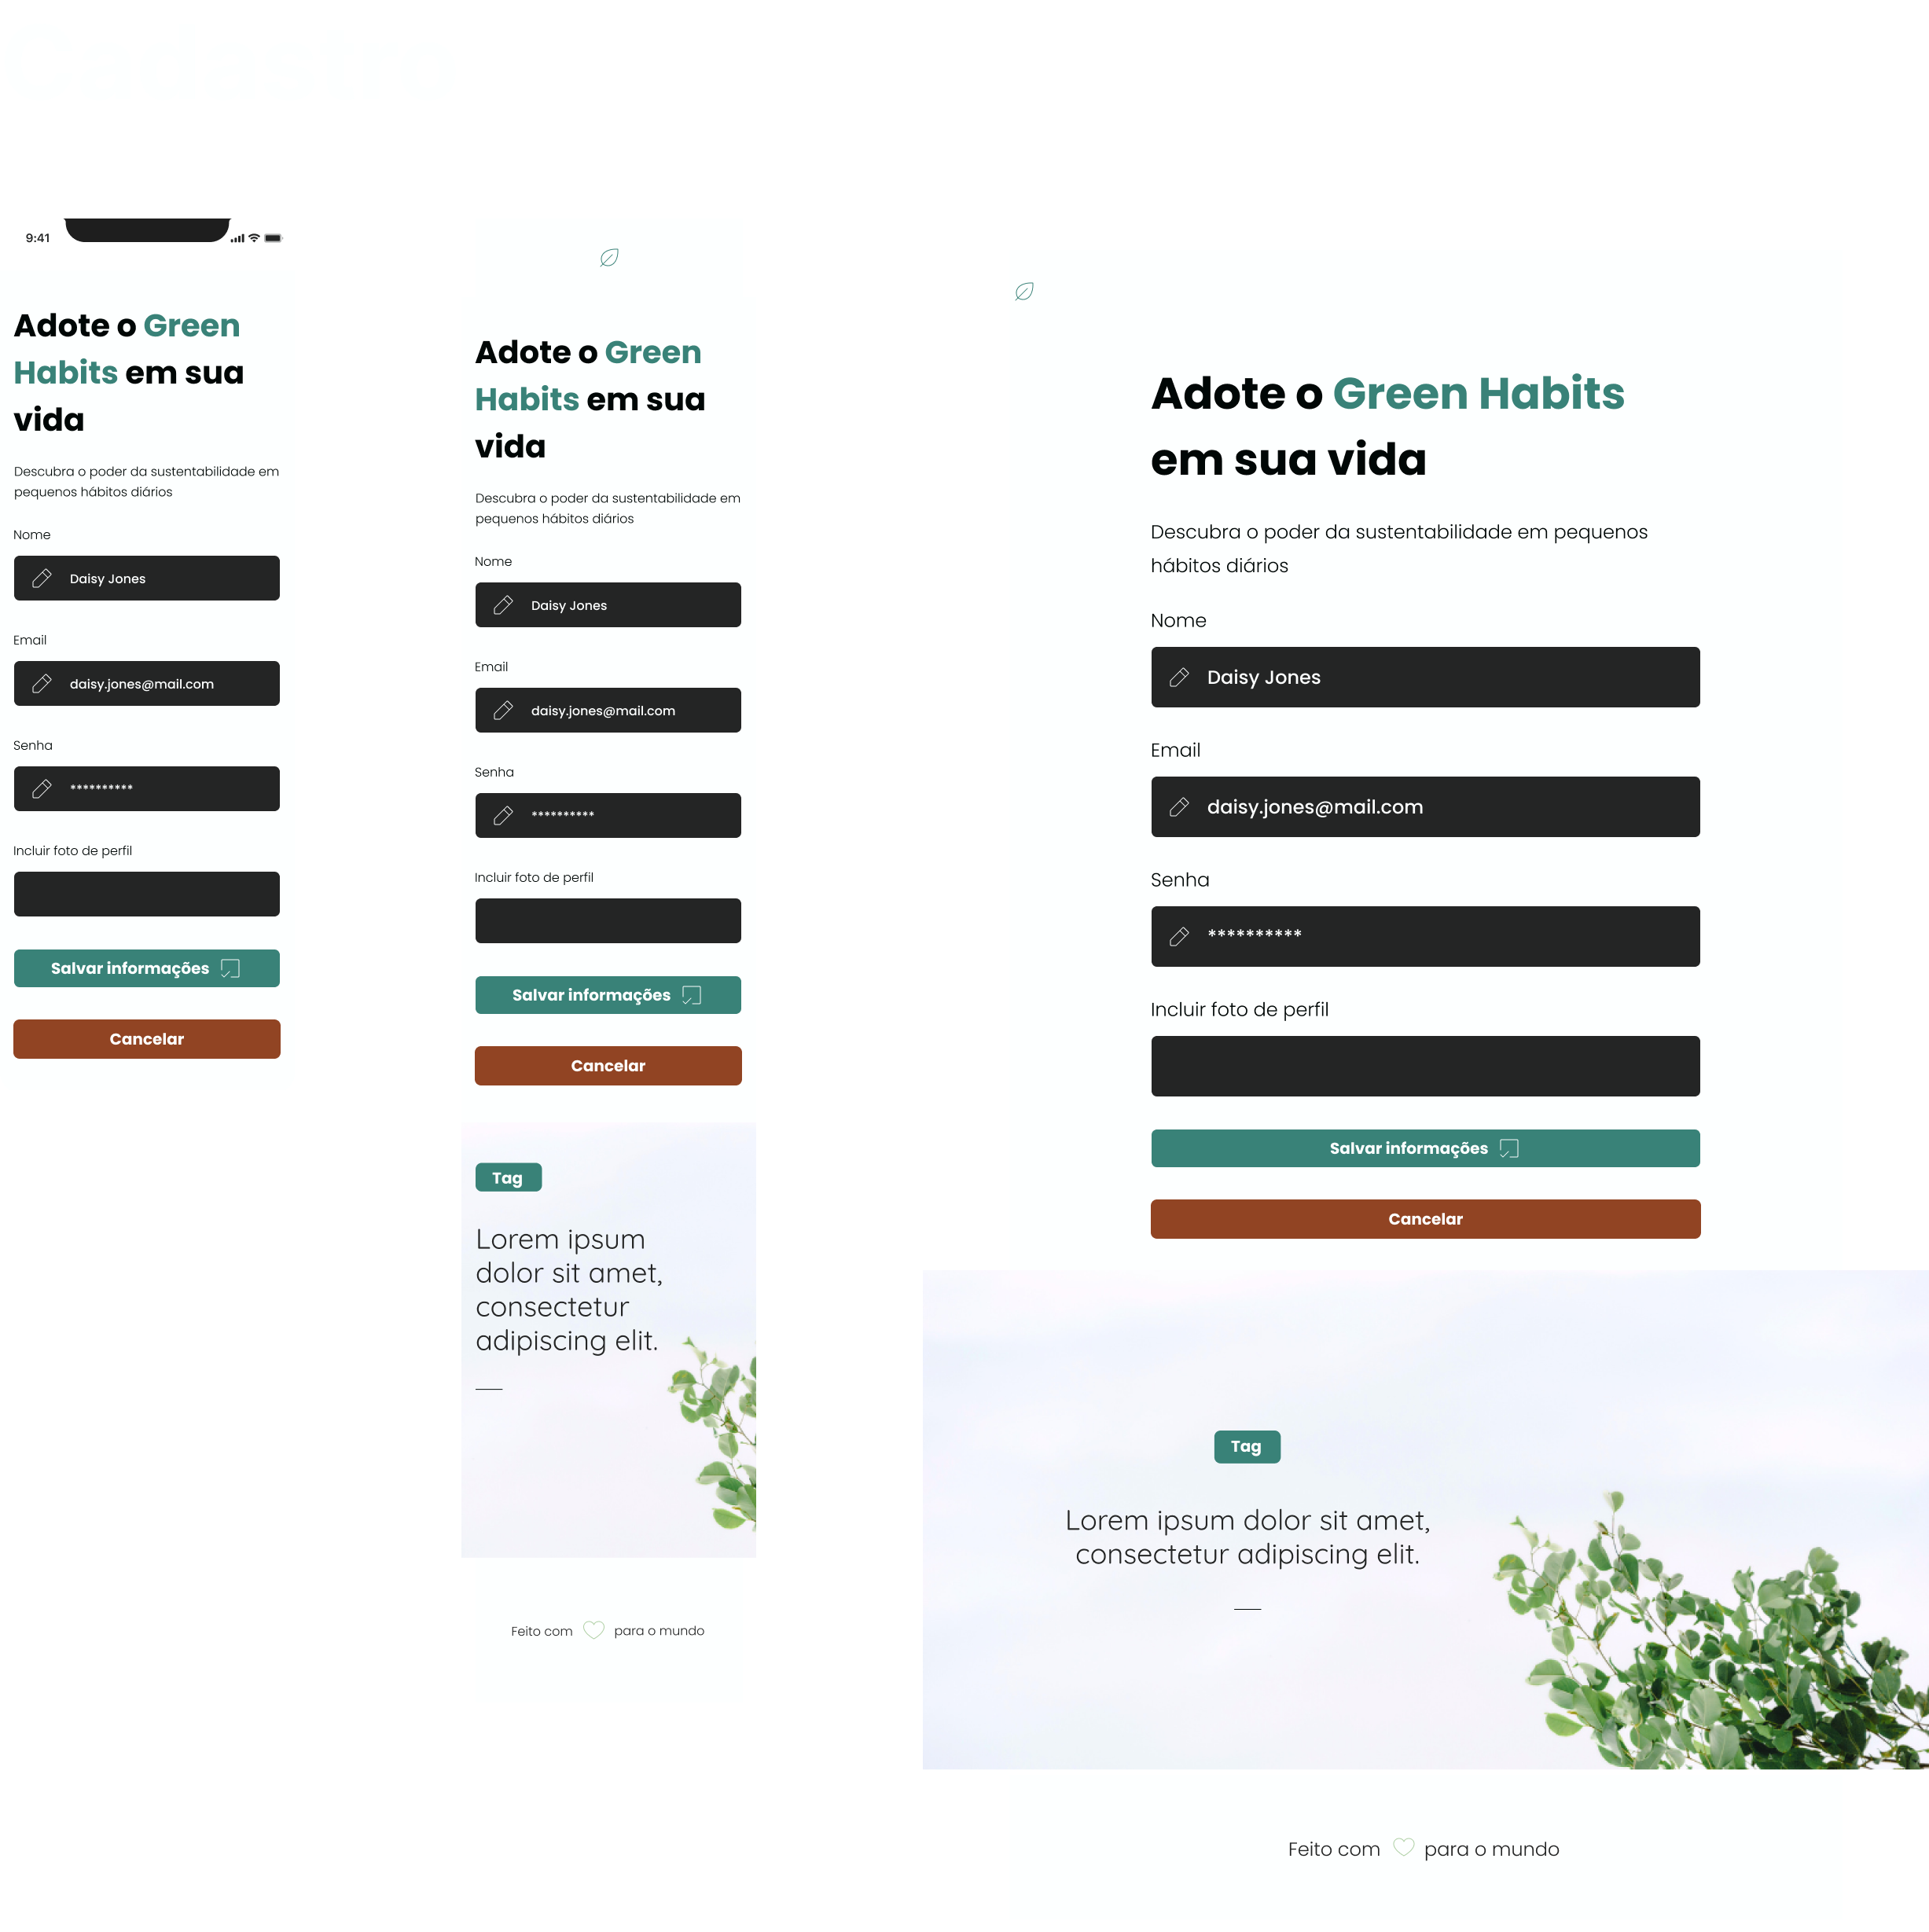 Cadastro
9:41
Adote o Green
Habits em sua
vida
Descubra o poder da sustentabilidade em
pequenos hábitos diários
Nome
Daisy Jones
Email
daisy.jones@mail.com
Senha
**********
Incluir foto de perfil
Salvar informações
Cancelar
Adote o Green
Habits em sua
vida
Descubra o poder da sustentabilidade em
pequenos hábitos diários
Nome
Daisy Jones
Email
daisy.jones@mail.com
Senha
**********
Incluir foto de perfil
Salvar informações
Cancelar
Tag
Lorem ipsum
dolor sit amet,
consectetur
adipiscing elit.
Feito com para o mundo
Adote o Green Habits
em sua vida
Descubra o poder da sustentabilidade em pequenos
hábitos diários
Nome
Daisy Jones
Email
daisy.jones@mail.com
Senha
**********
Incluir foto de perfil
Salvar informações
Cancelar
Tag
Lorem ipsum dolor sit amet,
consectetur adipiscing elit.
Feito com para o mundo